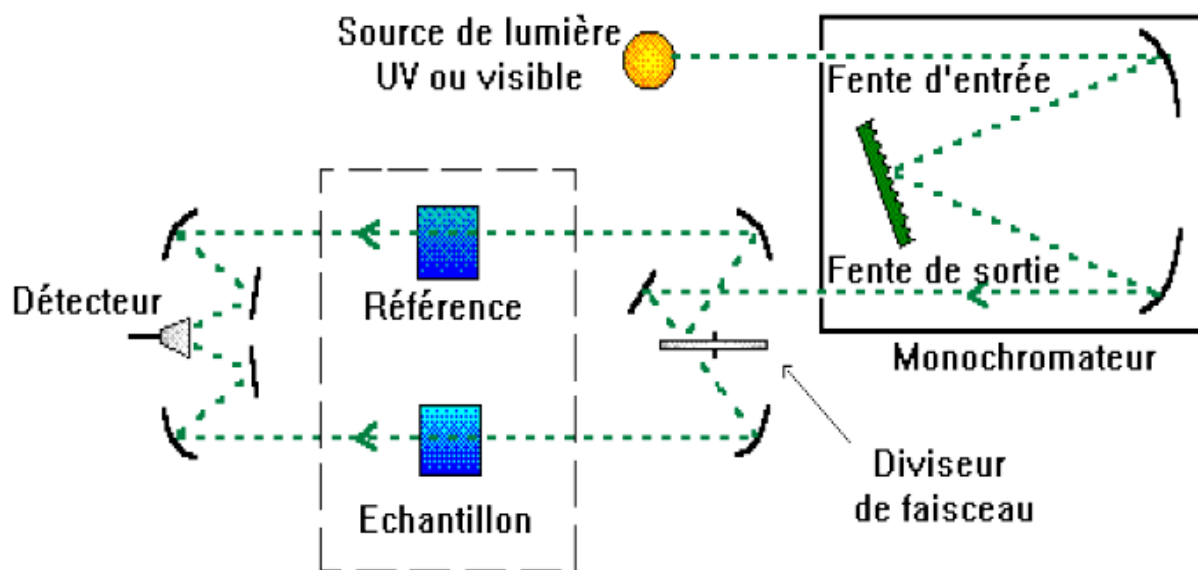 Source de lumière
UV ou visible
Fente d'entrée
Fente de sortie
Monochromateur
Détecteur
Référence
Echantillon
Diviseur
de faisceau